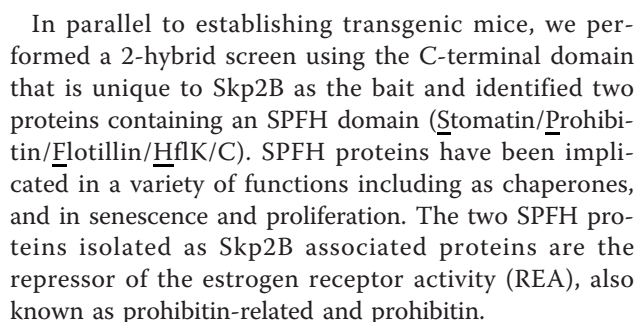 In parallel to establishing transgenic mice, we per-
formed a 2-hybrid screen using the C-terminal domain
that is unique to Skp2B as the bait and identified two
proteins containing an SPFH domain (Stomatin/Prohibi-
tin/Flotillin/HflK/C). SPFH proteins have been impli-
cated in a variety of functions including as chaperones,
and in senescence and proliferation. The two SPFH pro-
teins isolated as Skp2B associated proteins are the
repressor of the estrogen receptor activity (REA), also
known as prohibitin-related and prohibitin.